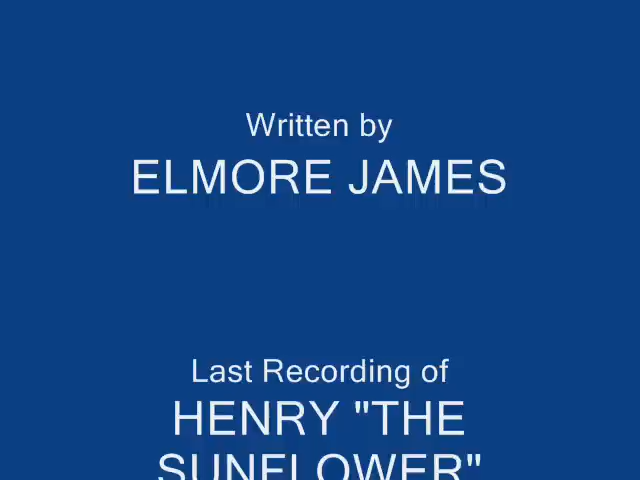 Written by
ELMORE JAMES
Last Recording of
HENRY "THE
SUNFLOWER"